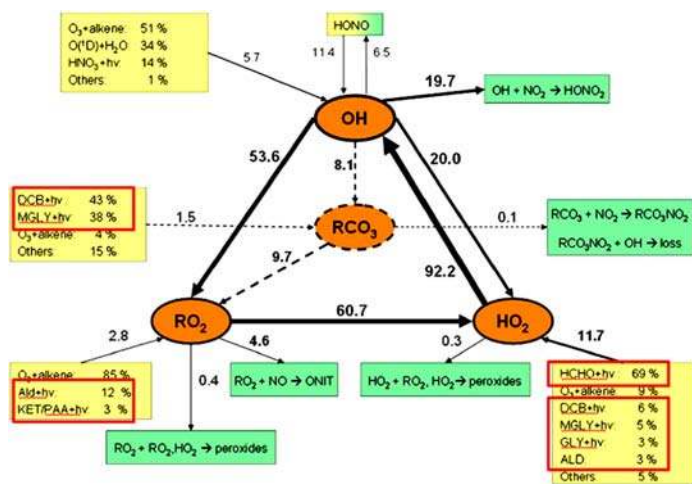 O₃+alkene: 51 %
O(¹D)+H₂O: 34 %
HNO₃+hν: 14 %
Others: 1 %
5.7
HONO
11.4
6.5
OH
19.7
OH + NO₂ → HONO₂
53.6
8.1
20.0
DCB+hν: 43 %
MGLY+hν: 38 %
O₃+alkene: 4 %
Others: 15 %
1.5
RCO₃
0.1
RCO₃ + NO₂ → RCO₃NO₂
RCO₃NO₂ + OH → loss
9.7
92.2
RO₂
60.7
HO₂
2.8
4.6
0.3
11.7
O₃+alkene: 85 %
Ald+hν: 12 %
KET/PAA+hν: 3 %
0.4
RO₂ + NO → ONIT
HO₂ + RO₂, HO₂ → peroxides
RO₂ + RO₂,HO₂ → peroxides
HCHO+hν: 69 %
O₃+alkene: 9 %
DCB+hν: 6 %
MGLY+hν: 5 %
GLY+hν: 3 %
ALD 3 %
Others: 5 %